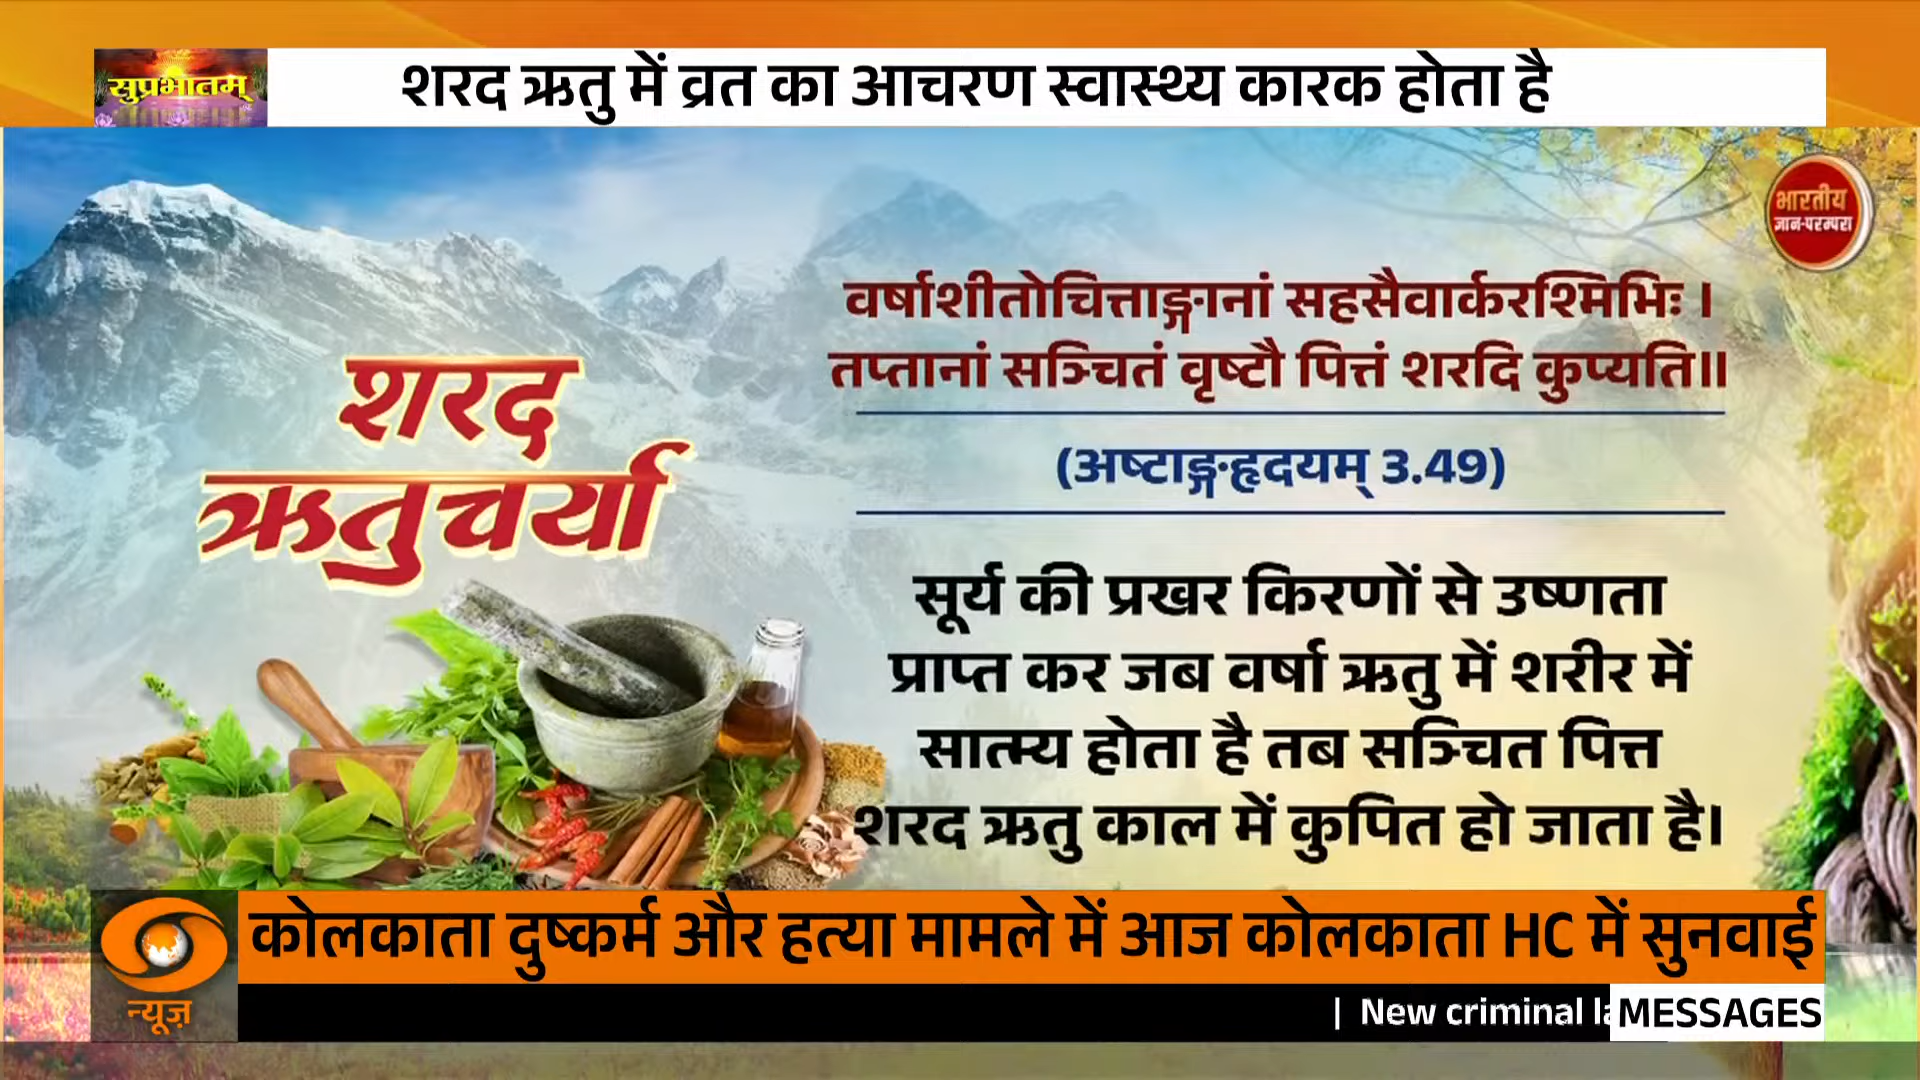 सुप्रभातम्
शरद ऋतु में व्रत का आचरण स्वास्थ्य कारक होता है
भारतीय
ज्ञान-परम्परा
वर्षाशीतोचित्ताङ्गानां सहसैवार्करश्मिभिः ।
तप्तानां सञ्चितं वृष्टौ पित्तं शरदि कुप्यति॥
शरद
ऋतुचर्या
(अष्टाङ्गहृदयम् 3.49)
सूर्य की प्रखर किरणों से उष्णता
प्राप्त कर जब वर्षा ऋतु में शरीर में
सात्म्य होता है तब सञ्चित पित्त
शरद ऋतु काल में कुपित हो जाता है।
कोलकाता दुष्कर्म और हत्या मामले में आज कोलकाता HC में सुनवाई
न्यूज़
| New criminal
MESSAGES